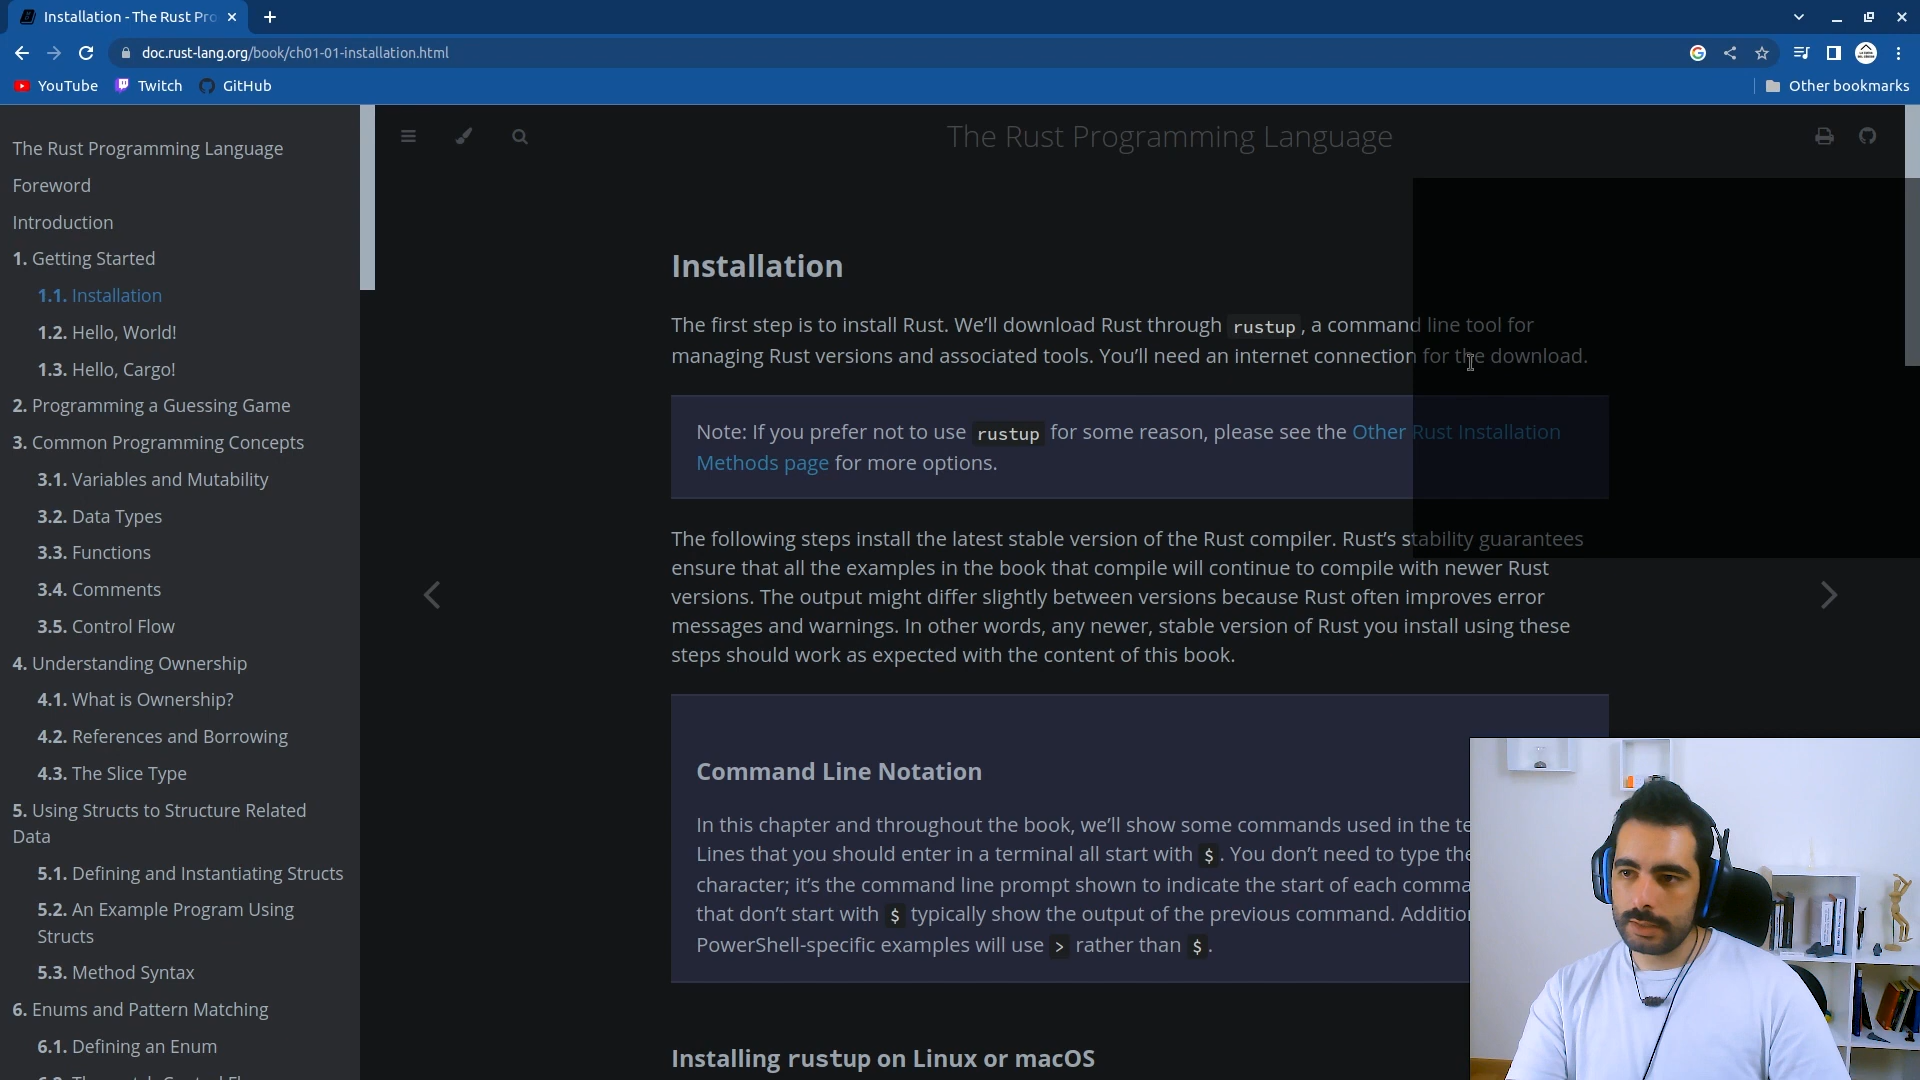 Installation - The Rust Pro
doc.rust-lang.org/book/ch01-01-installation.html
YouTube
Twitch
GitHub
Other bookmarks
The Rust Programming Language
Foreword
Introduction
1. Getting Started
1.1. Installation
1.2. Hello, World!
1.3. Hello, Cargo!
2. Programming a Guessing Game
3. Common Programming Concepts
3.1. Variables and Mutability
3.2. Data Types
3.3. Functions
3.4. Comments
3.5. Control Flow
4. Understanding Ownership
4.1. What is Ownership?
4.2. References and Borrowing
4.3. The Slice Type
5. Using Structs to Structure Related
Data
5.1. Defining and Instantiating Structs
5.2. An Example Program Using
Structs
5.3. Method Syntax
6. Enums and Pattern Matching
6.1. Defining an Enum
The Rust Programming Language
Installation
The first step is to install Rust. We’ll download Rust through rustup, a command line tool for
managing Rust versions and associated tools. You’ll need an internet connection for the download.
Note: If you prefer not to use rustup for some reason, please see the Other Rust Installation
Methods page for more options.
The following steps install the latest stable version of the Rust compiler. Rust’s stability guarantees
ensure that all the examples in the book that compile will continue to compile with newer Rust
versions. The output might differ slightly between versions because Rust often improves error
messages and warnings. In other words, any newer, stable version of Rust you install using these
steps should work as expected with the content of this book.
Command Line Notation
In this chapter and throughout the book, we’ll show some commands used in the te
Lines that you should enter in a terminal all start with $. You don’t need to type the
character; it’s the command line prompt shown to indicate the start of each comma
that don’t start with $ typically show the output of the previous command. Addition
PowerShell-specific examples will use > rather than $.
Installing rustup on Linux or macOS